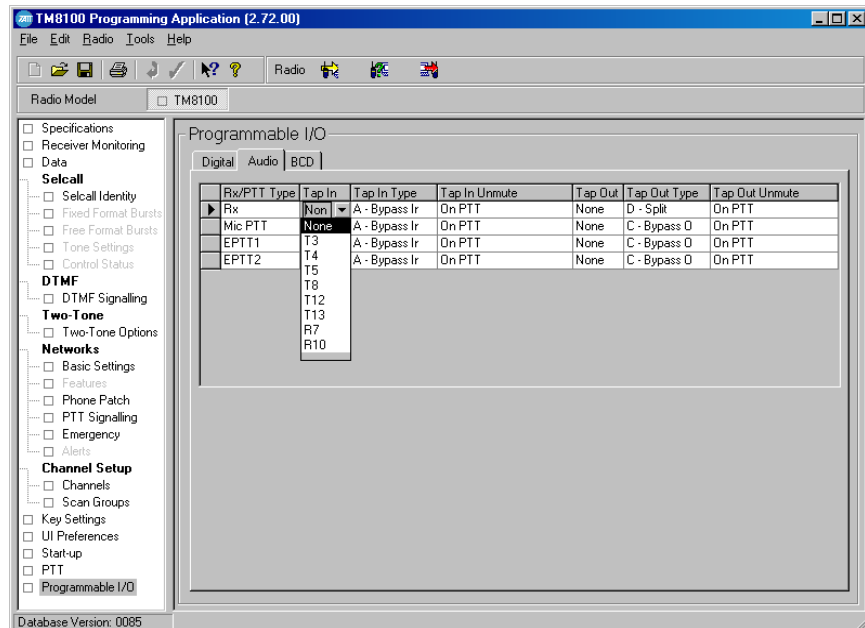 TAIT TM8100 Programming Application (2.72.00)
File Edit Radio Tools Help
Radio
Radio Model TM8100
Specifications
Receiver Monitoring
Data
Selcall
Selcall Identity
Fixed Format Bursts
Free Format Bursts
Tone Settings
Control Status
DTMF
DTMF Signalling
Two-Tone
Two-Tone Options
Networks
Basic Settings
Features
Phone Patch
PTT Signalling
Emergency
Alerts
Channel Setup
Channels
Scan Groups
Key Settings
UI Preferences
Start-up
PTT
Programmable I/O
Programmable I/O
Digital Audio BCD
Rx/PTT Type Tap In Tap In Type Tap In Unmute Tap Out Tap Out Type Tap Out Unmute
Rx Non A - Bypass Ir On PTT None D - Split On PTT
Mic PTT None A - Bypass Ir On PTT None C - Bypass O On PTT
EPTT1 T3 A - Bypass Ir On PTT None C - Bypass O On PTT
EPTT2 T4 A - Bypass Ir On PTT None C - Bypass O On PTT
T5
T8
T12
T13
R7
R10
Database Version: 0085